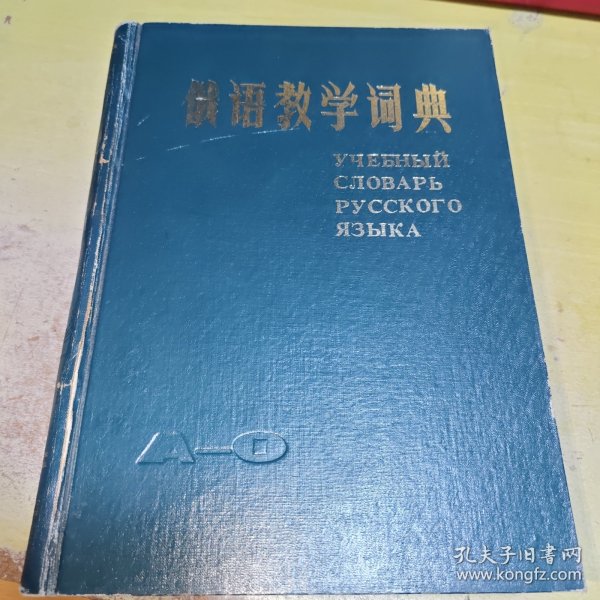 俄语教学词典
УЧЕБНЫЙ
СЛОВАРЬ
РУССКОГО
ЯЗЫКА
А–О
孔夫子旧书网
www.kongfz.com